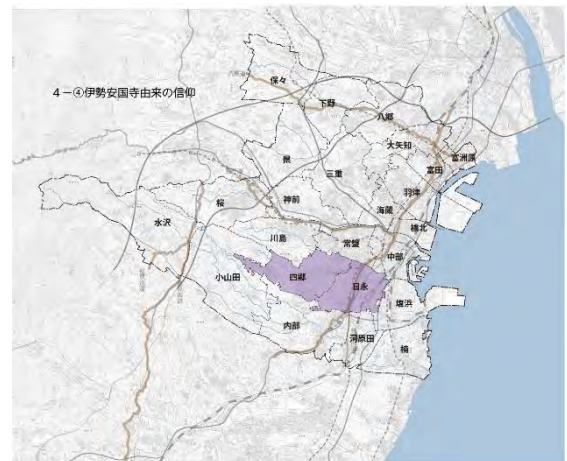 4－④伊勢安国寺由来の信仰
保々
下野
八郷
大矢知
富洲原
富田
県
三重
羽津
神前
海蔵
桜
水沢
橋北
川島
常盤
中部
小山田
四郷
日永
塩浜
内部
河原田
楠